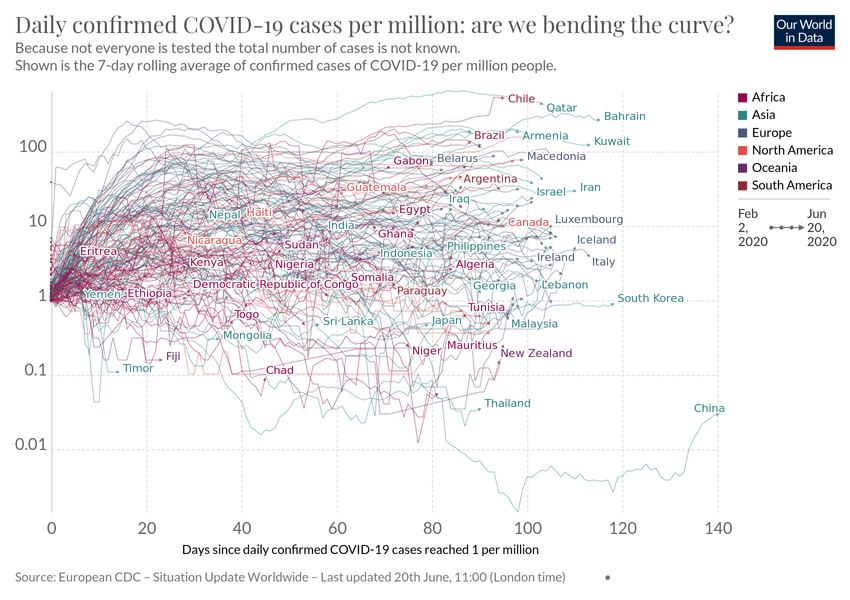 Daily confirmed COVID-19 cases per million: are we bending the curve?
Because not everyone is tested the total number of cases is not known.
Shown is the 7-day rolling average of confirmed cases of COVID-19 per million people.
Our World
in Data
Africa
Asia
Europe
North America
Oceania
South America
Feb
2,
2020
Jun
20,
2020
100
10
1
0.1
0.01
Chile
Qatar
Bahrain
Brazil
Armenia
Kuwait
Gabon
Belarus
Macedonia
Argentina
Guatemala
Israel
Iran
Iraq
Egypt
Nepal
Haiti
India
Canada
Luxembourg
Ghana
Nicaragua
Sudan
Philippines
Iceland
Eritrea
Indonesia
Ireland
Italy
Kenya
Nigeria
Algeria
Somalia
Democratic Republic of Congo
Georgia
Lebanon
Yemen
Ethiopia
Paraguay
South Korea
Tunisia
Togo
Sri Lanka
Japan
Malaysia
Mongolia
Fiji
Niger
Mauritius
New Zealand
Timor
Chad
Thailand
China
0
20
40
60
80
100
120
140
Days since daily confirmed COVID-19 cases reached 1 per million
Source: European CDC – Situation Update Worldwide – Last updated 20th June, 11:00 (London time)